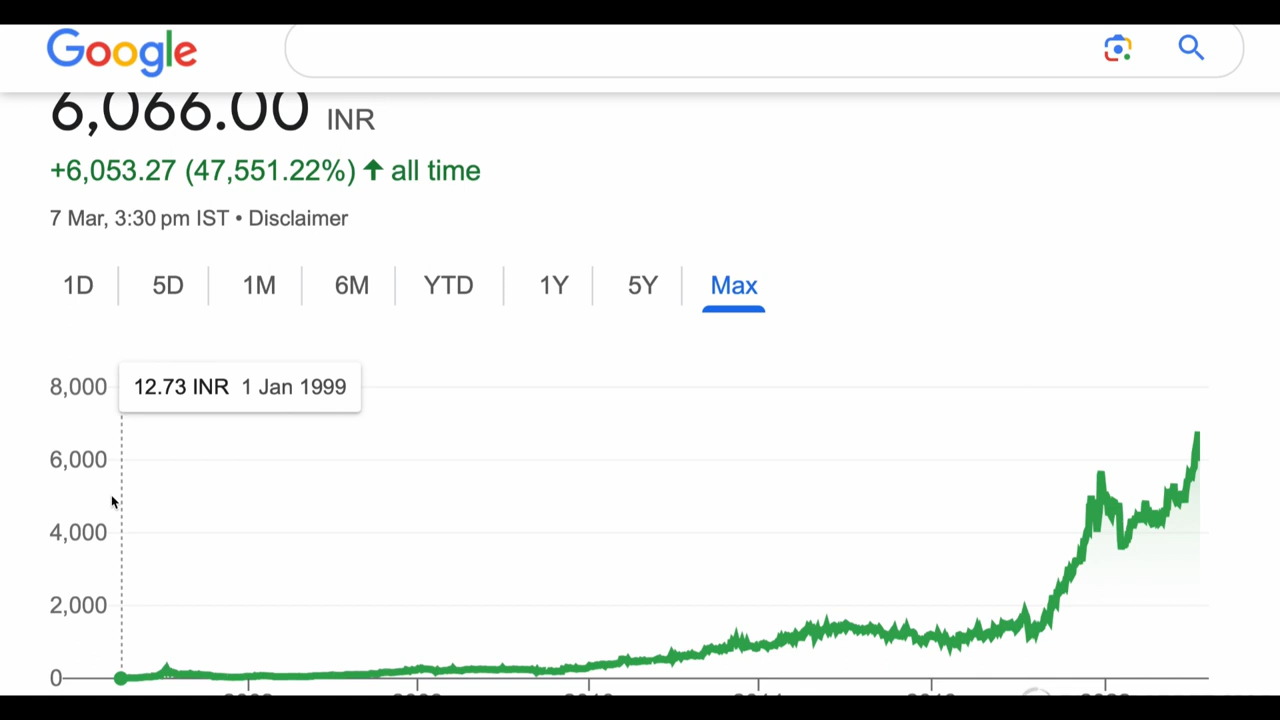 Google
6,066.00 INR
+6,053.27 (47,551.22%) ↑ all time
7 Mar, 3:30 pm IST • Disclaimer
1D 5D 1M 6M YTD 1Y 5Y Max
12.73 INR 1 Jan 1999
8,000
6,000
4,000
2,000
0